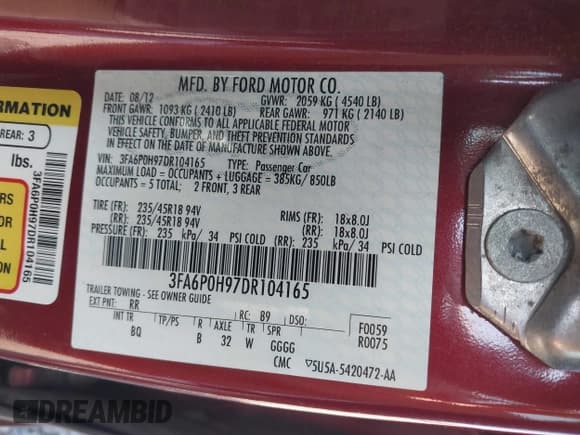 MFD. BY FORD MOTOR CO.
DATE: 08/12 GVWR: 2059 KG ( 4540 LB)
FRONT GAWR: 1093 KG ( 2410 LB) REAR GAWR: 971 KG ( 2140 LB)
THIS VEHICLE CONFORMS TO ALL APPLICABLE FEDERAL MOTOR
VEHICLE SAFETY, BUMPER, AND THEFT PREVENTION STANDARDS
IN EFFECT ON THE DATE OF MANUFACTURE SHOWN ABOVE.
VIN: 3FA6P0H97DR104165 TYPE: Passenger Car
MAXIMUM LOAD = OCCUPANTS + LUGGAGE = 385KG/ 850LB
OCCUPANTS = 5 TOTAL; 2 FRONT, 3 REAR
TIRE (FR): 235/45R18 94V RIMS (FR): 18x8.0J
(RR): 235/45R18 94V (RR): 18x8.0J
PRESSURE (FR): 235 kPa/ 34 PSI COLD (RR): 235 kPa/ 34 PSI COLD
3FA6P0H97DR104165
TRAILER TOWING - SEE OWNER GUIDE
EXT PNT: RR RC: B9 DSO: F0059
INT TR TP/PS R AXLE TR SPR R0075
BQ B 32 W GGGG
CMC ▽5U5A-5420472-AA
ORMATION
REAR: 3
lbs.
3FA6P0H97DR104165
ERS
OR
L
ON
DREAMBID